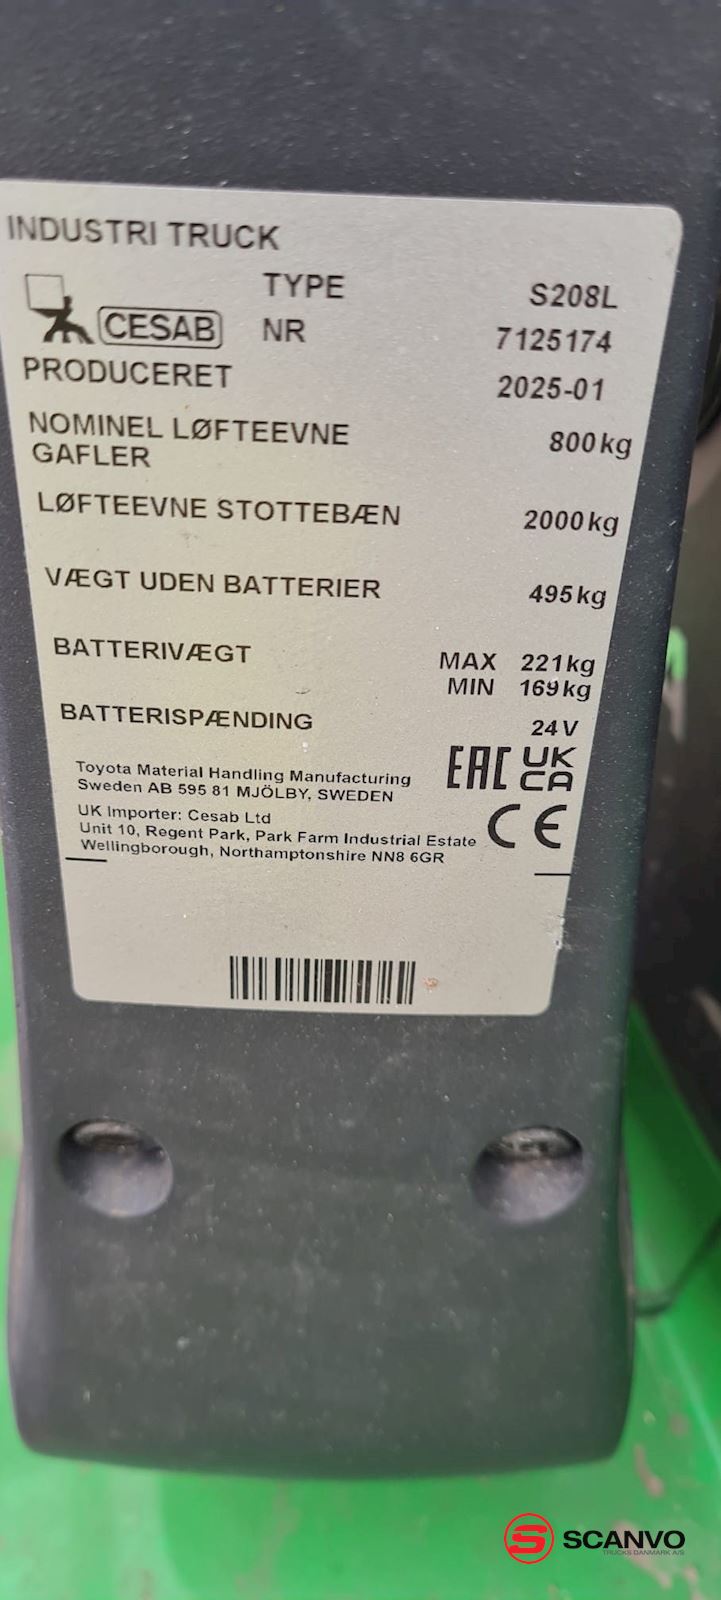 INDUSTRI TRUCK
TYPE S208L
CESAB NR 7125174
PRODUCERET 2025-01
NOMINEL LØFTEEVNE 800kg
GAFLER
LØFTEEVNE STOTTEBÆN 2000kg
VÆGT UDEN BATTERIER 495kg
BATTERIVÆGT MAX 221kg
MIN 169kg
BATTERISPÆNDING 24V
Toyota Material Handling Manufacturing
Sweden AB 595 81 MJÖLBY, SWEDEN
EAC UK
CA
UK Importer: Cesab Ltd
Unit 10, Regent Park, Park Farm Industrial Estate
Wellingborough, Northamptonshire NN8 6GR
CE
SCANVO
TRUCKS DANMARK A/S